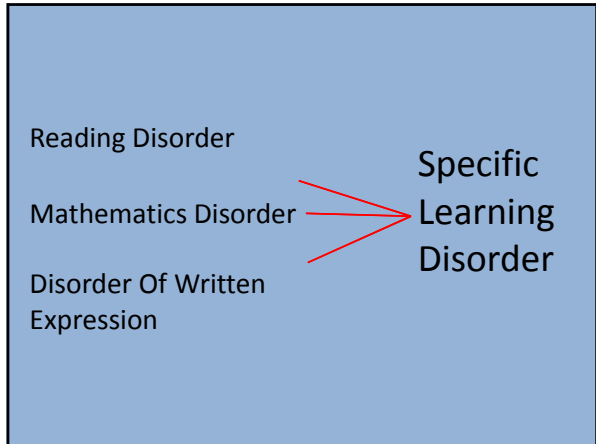 Reading Disorder
Mathematics Disorder
Disorder Of Written
Expression
Specific
Learning
Disorder